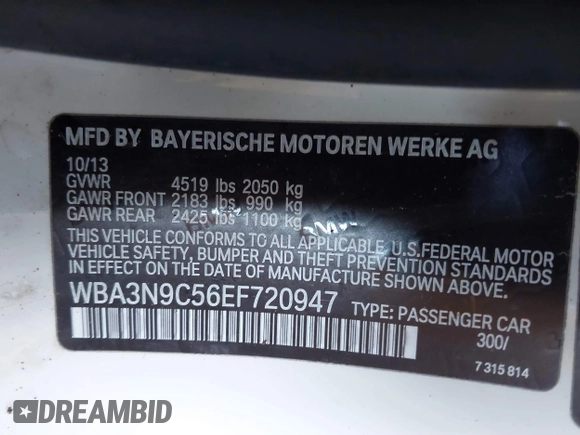 MFD BY BAYERISCHE MOTOREN WERKE AG
10/13
GVWR 4519 lbs 2050 kg
GAWR FRONT 2183 lbs 990 kg
GAWR REAR 2425 lbs 1100 kg
THIS VEHICLE CONFORMS TO ALL APPLICABLE U.S.FEDERAL MOTOR
VEHICLE SAFETY, BUMPER AND THEFT PREVENTION STANDARDS
IN EFFECT ON THE DATE OF MANUFACTURE SHOWN ABOVE.
WBA3N9C56EF720947 TYPE: PASSENGER CAR
300/
7 315 814
DREAMBID